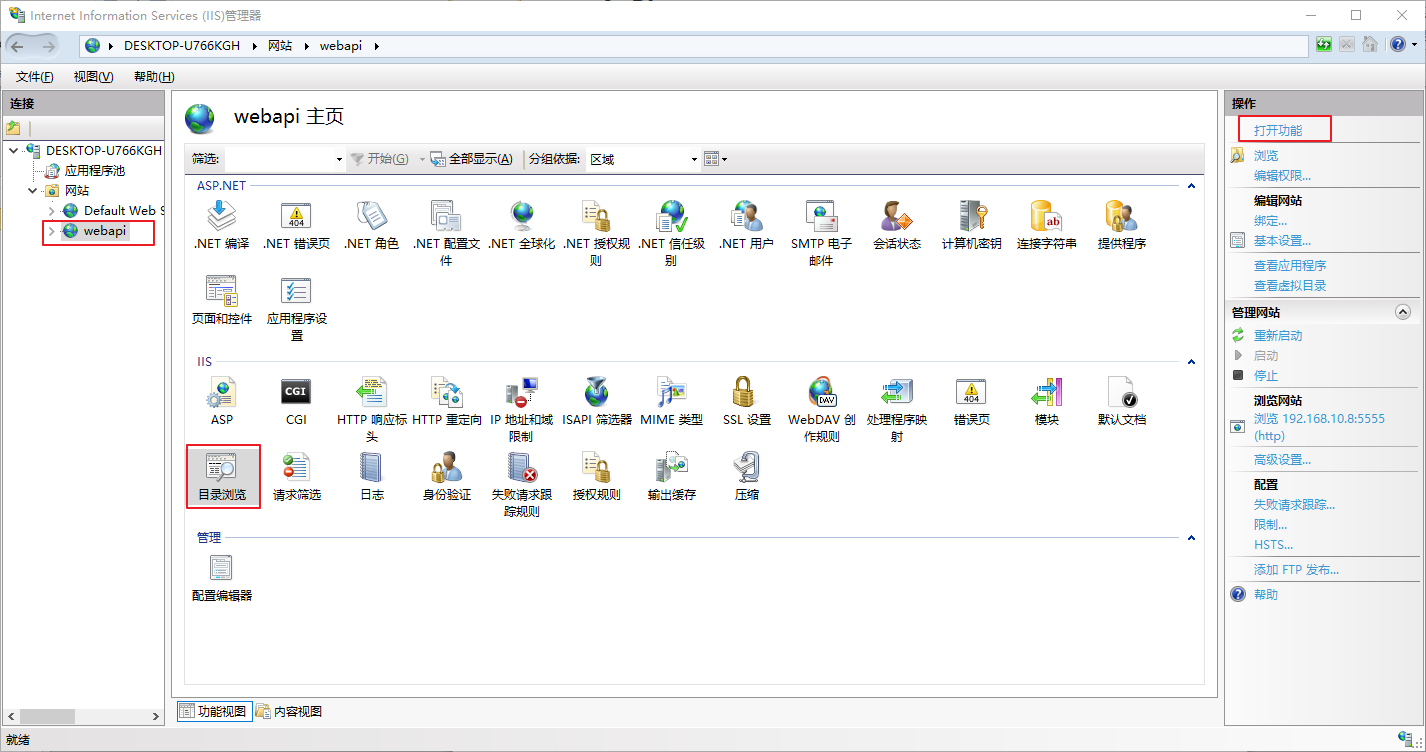 Internet Information Services (IIS)管理器
DESKTOP-U766KGH
网站
webapi
文件(F)
视图(V)
帮助(H)
连接
DESKTOP-U766KGH
应用程序池
网站
Default Web S
webapi
webapi 主页
筛选:
开始(G)
全部显示(A)
分组依据:
区域
ASP.NET
.NET 编译
.NET 错误页
.NET 角色
.NET 配置文
件
.NET 全球化
.NET 授权规
则
.NET 信任级
别
.NET 用户
SMTP 电子
邮件
会话状态
计算机密钥
连接字符串
ab
提供程序
页面和控件
应用程序设
置
IIS
ASP
CGI
CGI
HTTP 响应标
头
HTTP 重定向
IP 地址和域
限制
ISAPI 筛选器
MIME 类型
SSL 设置
DAV
WebDAV 创
作规则
处理程序映
射
404
错误页
模块
默认文档
目录浏览
请求筛选
日志
身份验证
失败请求跟
踪规则
授权规则
输出缓存
压缩
管理
配置编辑器
功能视图
内容视图
操作
打开功能
浏览
编辑权限...
编辑网站
绑定...
基本设置...
查看应用程序
查看虚拟目录
管理网站
重新启动
启动
停止
浏览网站
浏览 192.168.10.8:5555
(http)
高级设置...
配置
失败请求跟踪...
限制...
HSTS...
添加 FTP 发布...
帮助
就绪